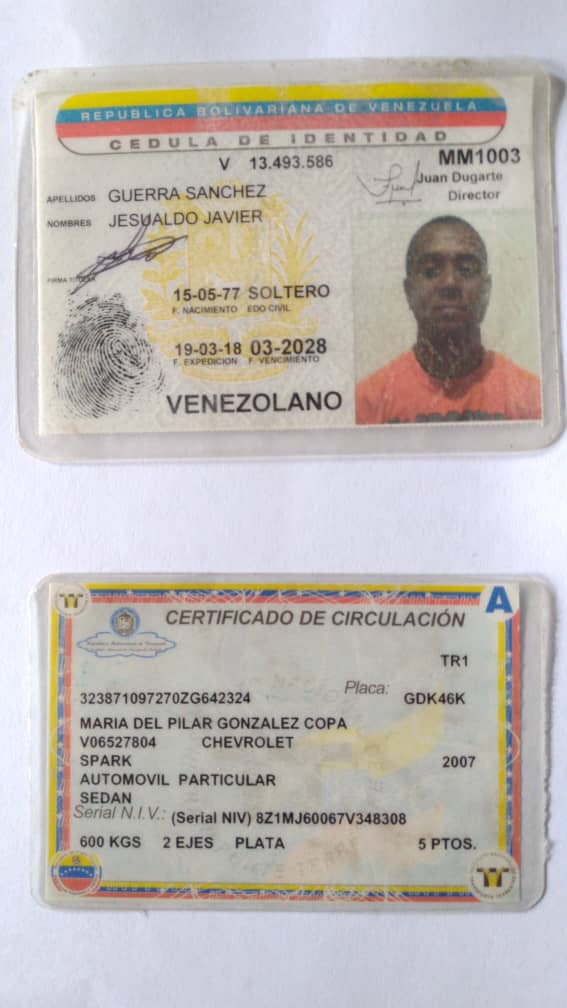 REPUBLICA BOLIVARIANA DE VENEZUELA
CEDULA DE IDENTIDAD
V 13.493.586 MM1003
Juan Dugarte
Director
APELLIDOS GUERRA SANCHEZ
NOMBRES JESUALDO JAVIER
FIRMA TITULAR
15-05-77 SOLTERO
F. NACIMIENTO EDO CIVIL
19-03-18 03-2028
F. EXPEDICION F. VENCIMIENTO
VENEZOLANO
A
CERTIFICADO DE CIRCULACIÓN
TR1
323871097270ZG642324 Placa: GDK46K
MARIA DEL PILAR GONZALEZ COPA
V06527804 CHEVROLET
SPARK 2007
AUTOMOVIL PARTICULAR
SEDAN
Serial N.I.V.: (Serial NIV) 8Z1MJ60067V348308
600 KGS 2 EJES PLATA 5 PTOS.